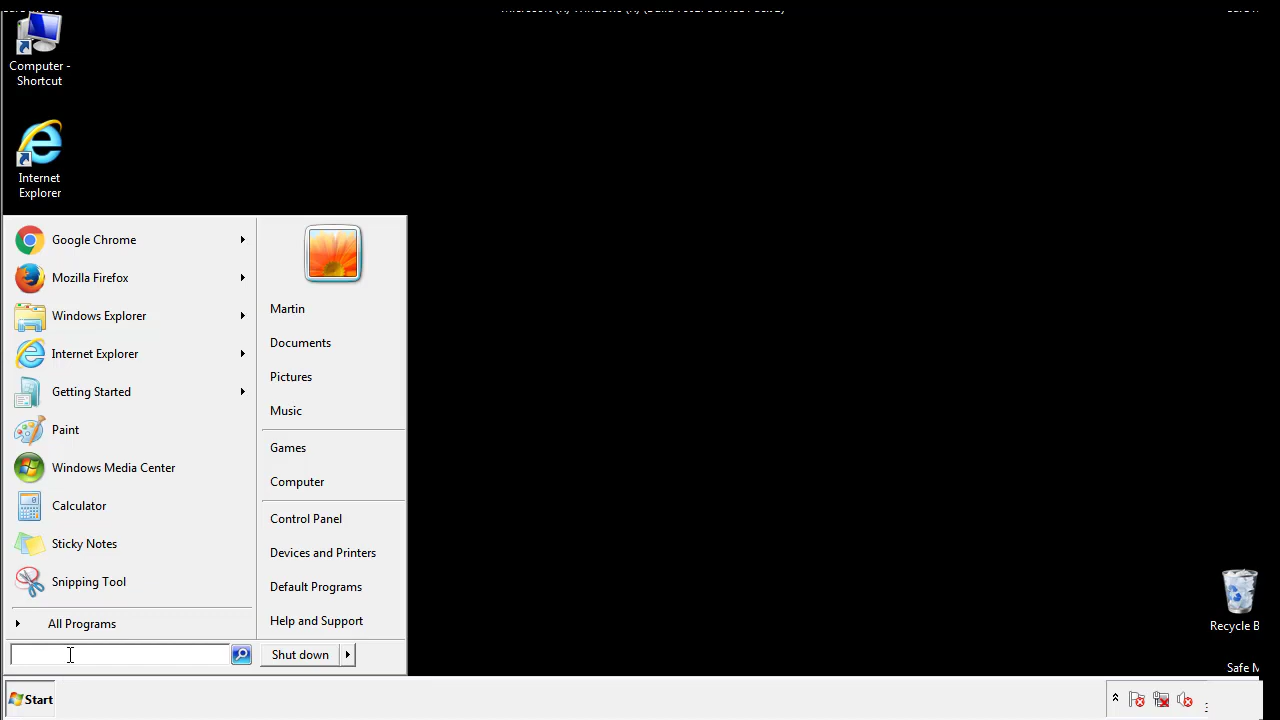 Computer -
Shortcut
Internet
Explorer
Google Chrome
Mozilla Firefox
Windows Explorer
Internet Explorer
Getting Started
Paint
Windows Media Center
Calculator
Sticky Notes
Snipping Tool
All Programs
Martin
Documents
Pictures
Music
Games
Computer
Control Panel
Devices and Printers
Default Programs
Help and Support
Shut down
Recycle B
Safe M
Start